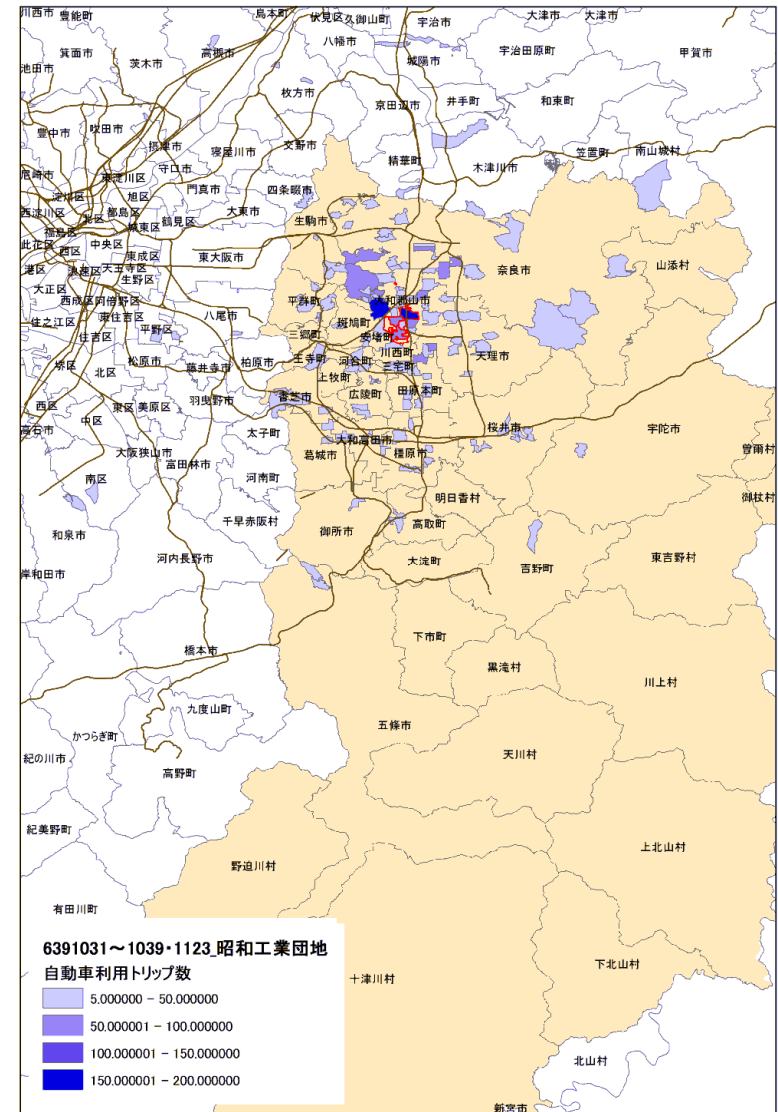 川西市
豊能町
島本町
伏見区
久御山町
宇治市
大津市
大津市
箕面市
高槻市
八幡市
宇治田原町
甲賀市
池田市
茨木市
城陽市
枚方市
京田辺市
井手町
和束町
豊中市
吹田市
摂津市
寝屋川市
交野市
精華町
笠置町
南山城村
尼崎市
東淀川区
守口市
木津川市
淀川区
旭区
門真市
四条畷市
西淀川区
北区
都島区
城東区
鶴見区
大東市
生駒市
福島区
此花区
西区
中央区
東成区
東大阪市
奈良市
山添村
港区
浪速区
天王寺区
生野区
大正区
西成区
阿倍野区
平群町
大和郡山市
住之江区
東住吉区
八尾市
斑鳩町
住吉区
平野区
三郷町
安堵町
堺区
北区
松原市
藤井寺市
柏原市
王寺町
河合町
川西町
三宅町
天理市
上牧町
西区
東区
美原区
羽曳野市
香芝市
広陵町
田原本町
高石市
中区
太子町
大和高田市
桜井市
宇陀市
大阪狭山市
富田林市
葛城市
橿原市
曽爾村
南区
河南町
明日香村
御杖村
和泉市
千早赤阪村
御所市
高取町
河内長野市
大淀町
吉野町
東吉野村
岸和田市
下市町
橋本市
黒滝村
川上村
九度山町
かつらぎ町
五條市
天川村
紀の川市
高野町
紀美野町
上北山村
野迫川村
有田川町
下北山村
十津川村
北山村
新宮市
6391031～1039・1123_昭和工業団地
自動車利用トリップ数
5.000000 - 50.000000
50.000001 - 100.000000
100.000001 - 150.000000
150.000001 - 200.000000